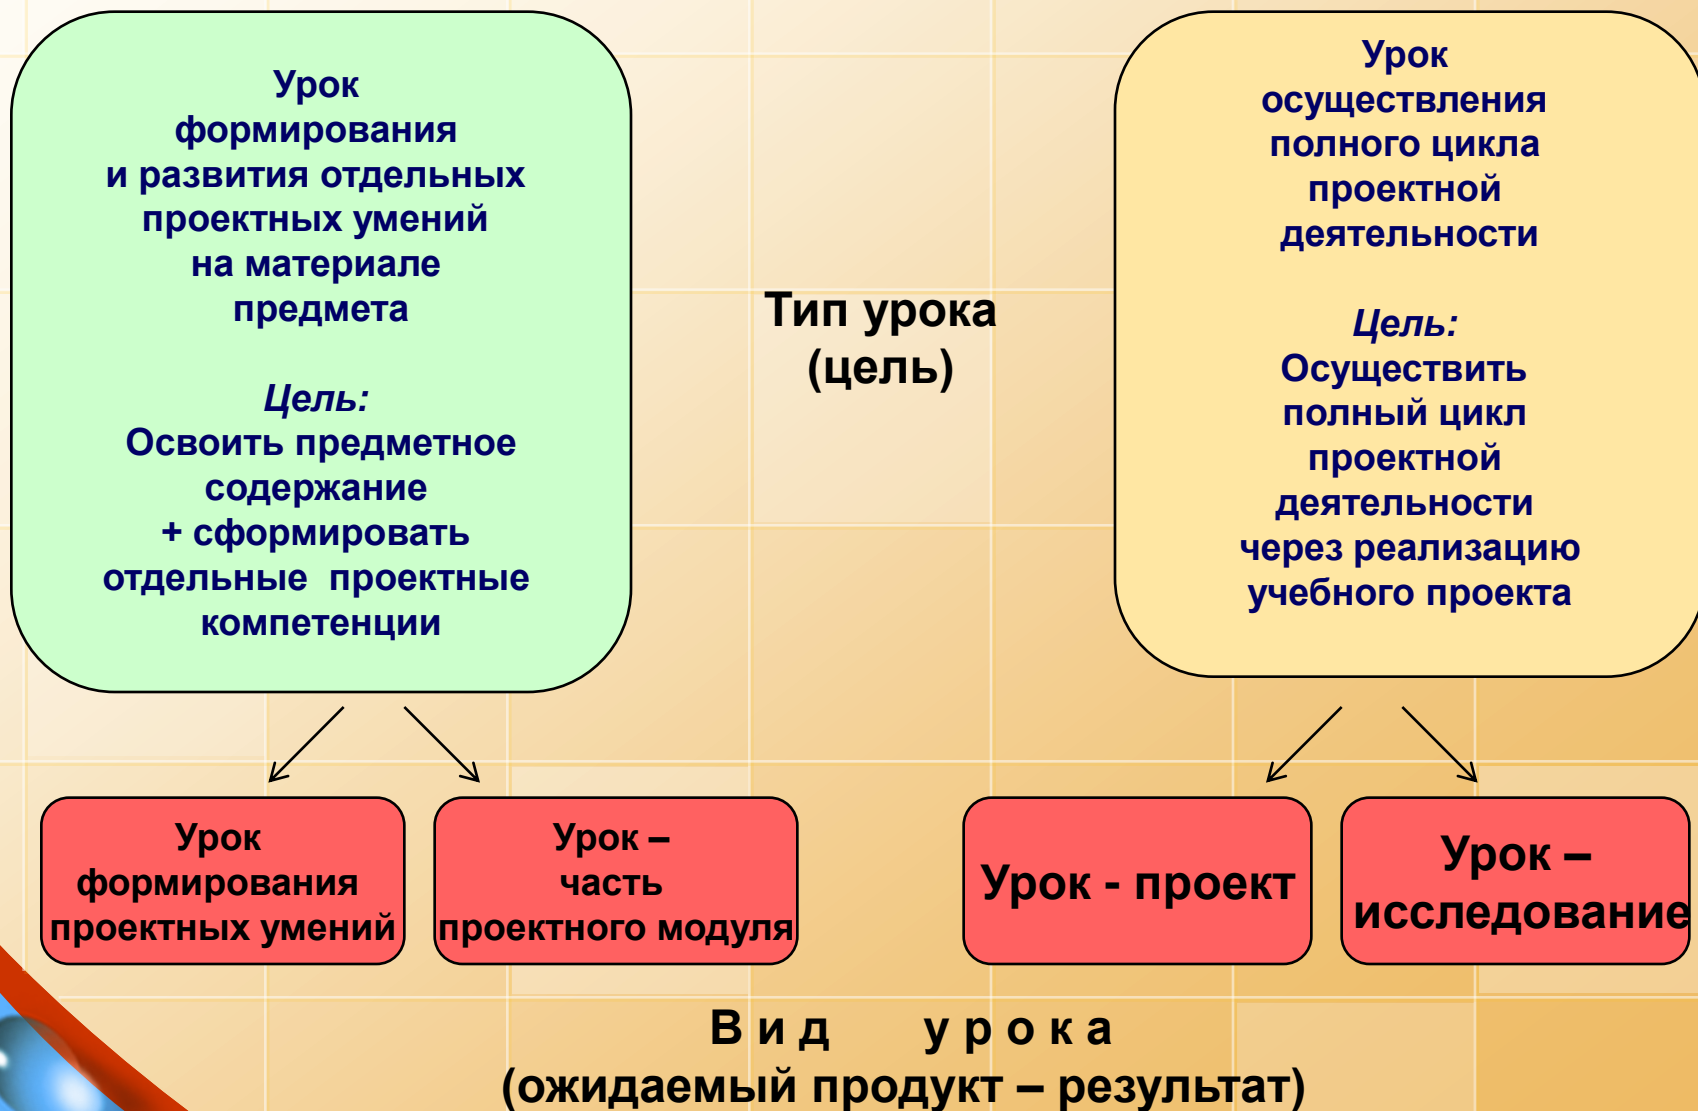 Урок
формирования
и развития отдельных
проектных умений
на материале
предмета
Цель:
Освоить предметное
содержание
+ сформировать
отдельные проектные
компетенции
Тип урока
(цель)
Урок
осуществления
полного цикла
проектной
деятельности
Цель:
Осуществить
полный цикл
проектной
деятельности
через реализацию
учебного проекта
Урок
формирования
проектных умений
Урок –
часть
проектного модуля
Урок - проект
Урок –
исследование
В и д у р о к а
(ожидаемый продукт – результат)